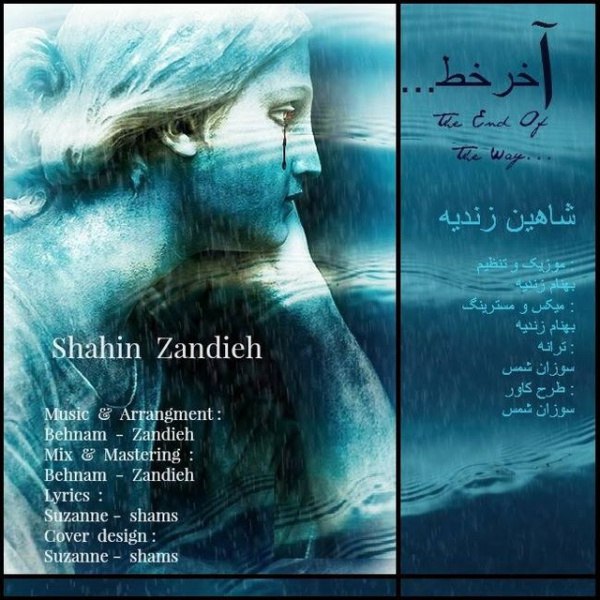 آخر خط...
The End Of
The Way...
شاهین زندیه
موزیک و تنظیم
بهنام زندیه
میکس و مسترینگ :
بهنام زندیه
ترانه :
سوزان شمس
طرح کاور :
سوزان شمس
Shahin Zandieh
Music & Arrangment :
Behnam - Zandieh
Mix & Mastering :
Behnam - Zandieh
Lyrics :
Suzanne - shams
Cover design :
Suzanne - shams